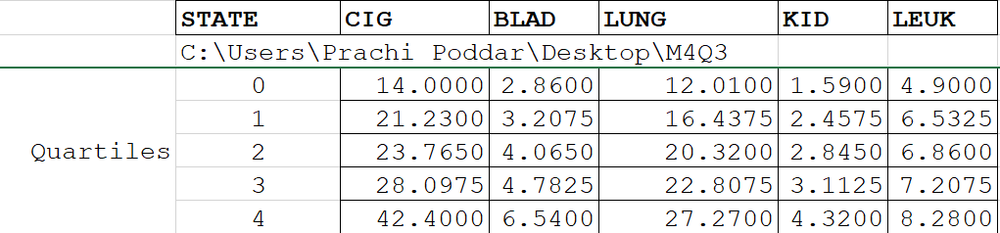 STATE CIG BLAD LUNG KID LEUK
C:\Users\Prachi Poddar\Desktop\M4Q3
0 14.0000 2.8600 12.0100 1.5900 4.9000
1 21.2300 3.2075 16.4375 2.4575 6.5325
Quartiles 2 23.7650 4.0650 20.3200 2.8450 6.8600
3 28.0975 4.7825 22.8075 3.1125 7.2075
4 42.4000 6.5400 27.2700 4.3200 8.2800